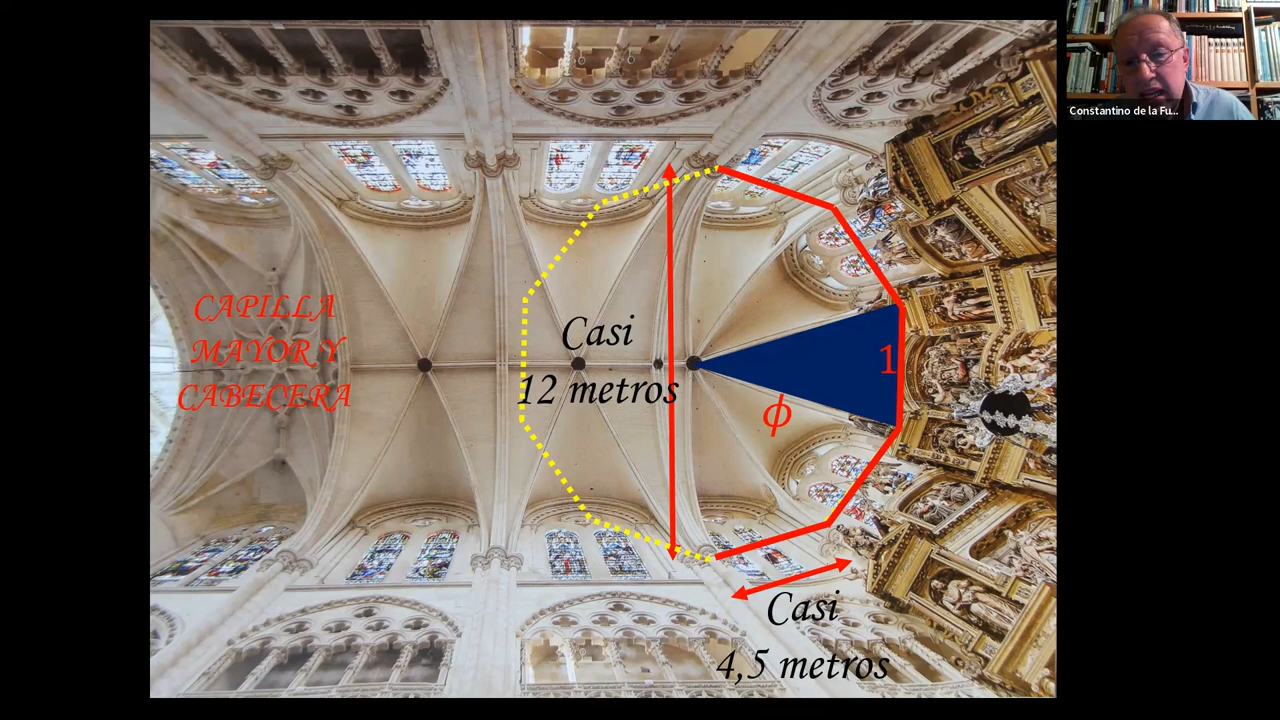 Constantino de la Fu...
CAPILLA
MAYOR Y
CABECERA
Casi
12 metros
1
ϕ
Casi
4,5 metros